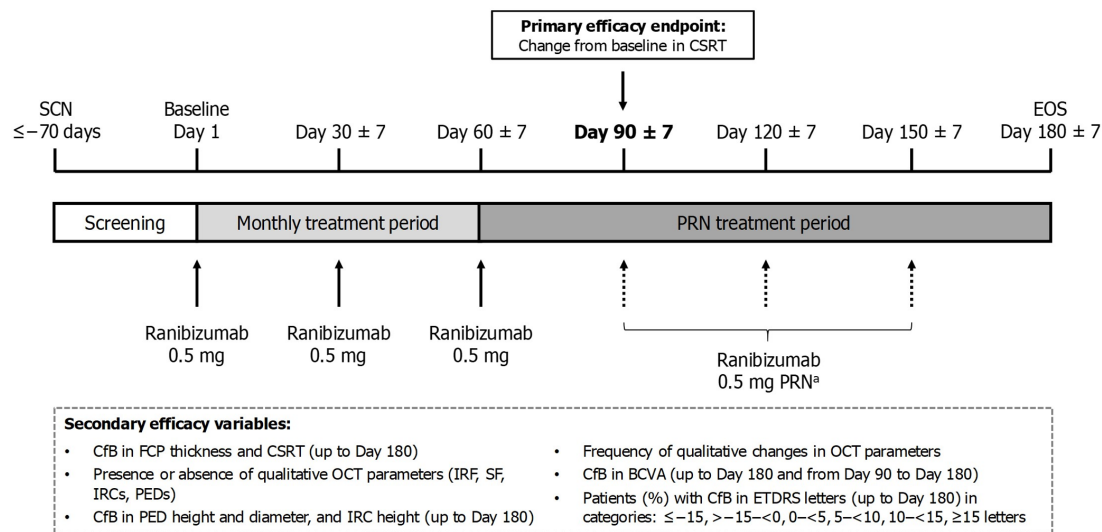 Primary efficacy endpoint:
Change from baseline in CSRT
SCN
≤−70 days
Baseline
Day 1
Day 30 ± 7
Day 60 ± 7
Day 90 ± 7
Day 120 ± 7
Day 150 ± 7
EOS
Day 180 ± 7
Screening
Monthly treatment period
PRN treatment period
Ranibizumab
0.5 mg
Ranibizumab
0.5 mg
Ranibizumab
0.5 mg
Ranibizumab
0.5 mg PRNᵃ
Secondary efficacy variables:
• CfB in FCP thickness and CSRT (up to Day 180)
• Presence or absence of qualitative OCT parameters (IRF, SF,
IRCs, PEDs)
• CfB in PED height and diameter, and IRC height (up to Day 180)
• Frequency of qualitative changes in OCT parameters
• CfB in BCVA (up to Day 180 and from Day 90 to Day 180)
• Patients (%) with CfB in ETDRS letters (up to Day 180) in
categories: ≤−15, >−15–<0, 0–<5, 5–<10, 10–<15, ≥15 letters